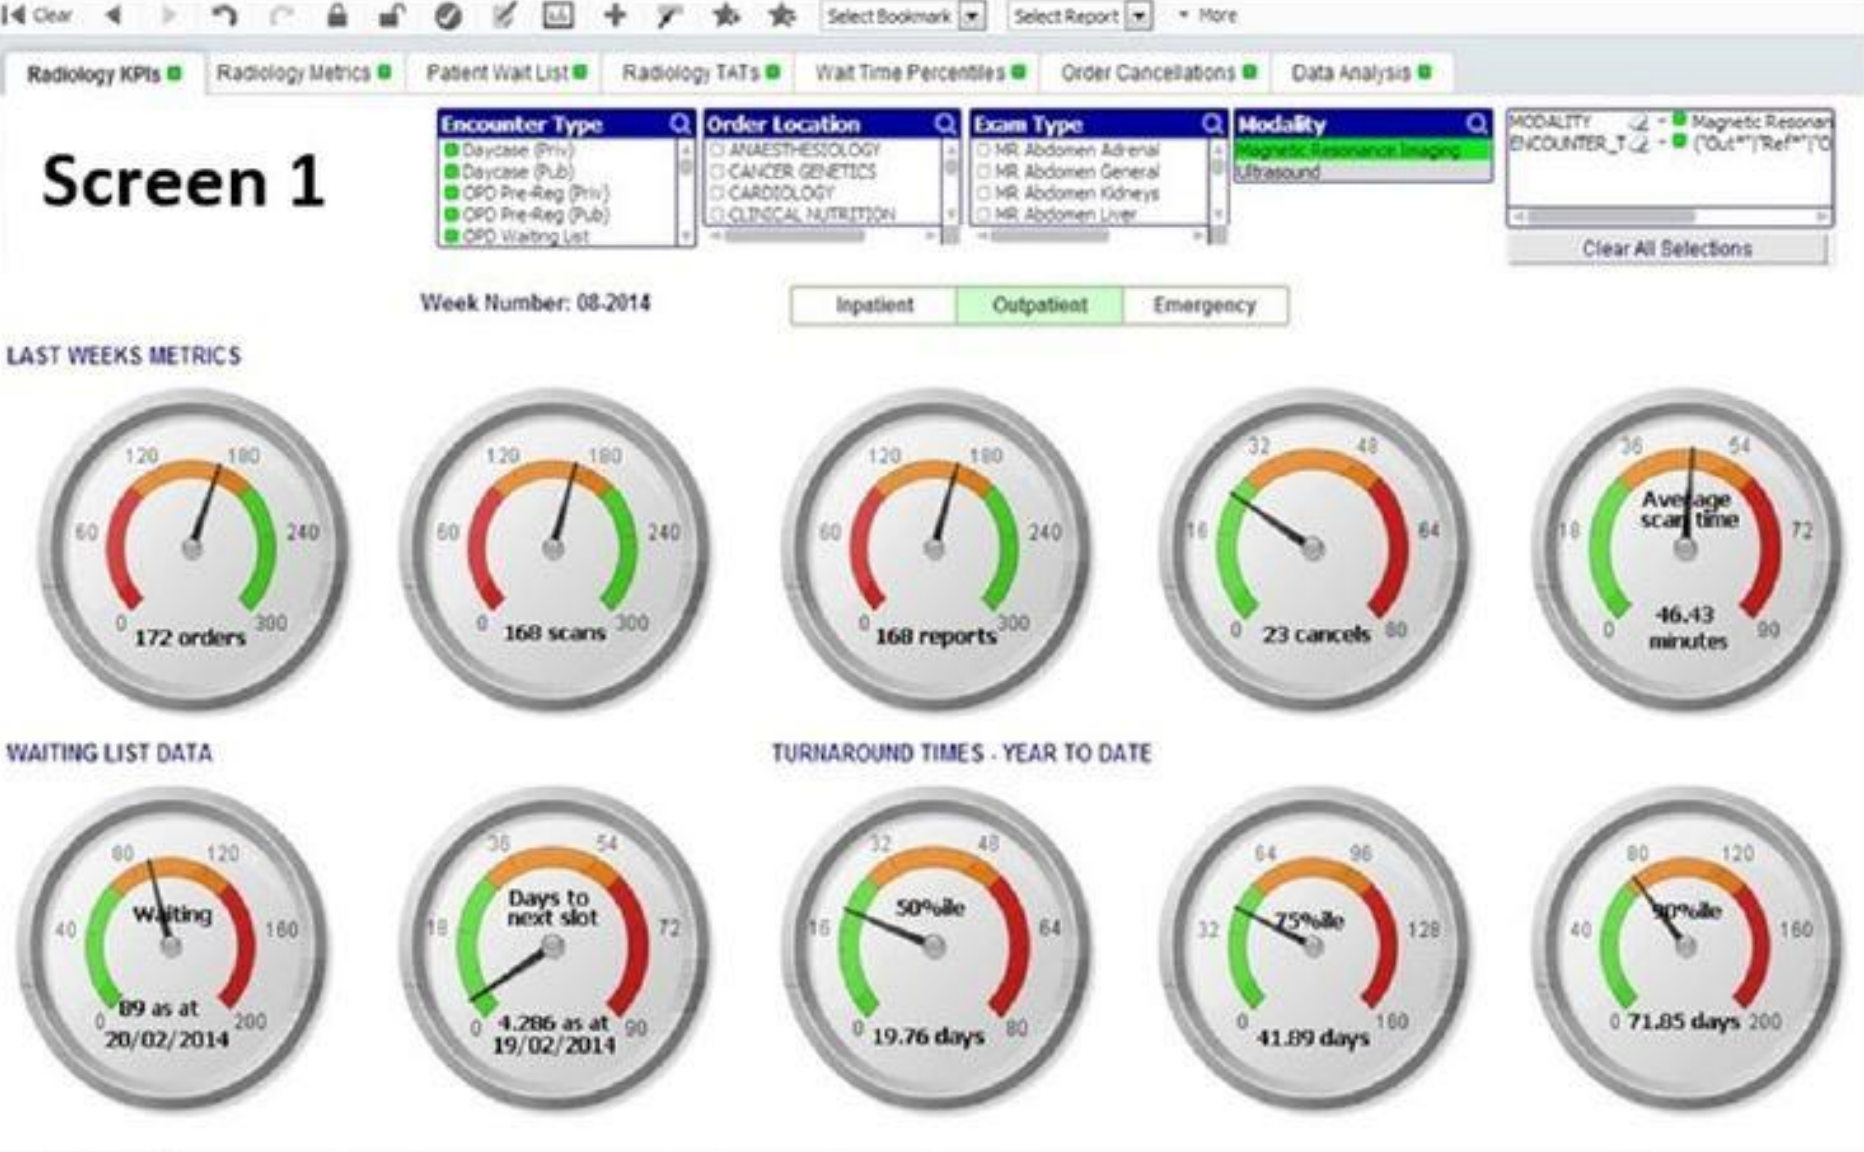 Clear Select Bookmark Select Report More
Radiology KPIs Radiology Metrics Patient Wait List Radiology TATs Wait Time Percentiles Order Cancellations Data Analysis
Screen 1
Encounter Type
Daycase (Priv)
Daycase (Pub)
OPD Pre-Reg (Priv)
OPD Pre-Reg (Pub)
OPD Waiting List
Order Location
ANAESTHESIOLOGY
CANCER GENETICS
CARDIOLOGY
CLINICAL NUTRITION
Exam Type
MR Abdomen Adrenal
MR Abdomen General
MR Abdomen Kidneys
MR Abdomen Liver
Modality
Magnetic Resonance Imaging
Ultrasound
MODALITY Magnetic Resonan
ENCOUNTER_T ("Out*"|"Ref*"|"O
Clear All Selections
Week Number: 08-2014
Inpatient Outpatient Emergency
LAST WEEKS METRICS
0 60 120 180 240 300
172 orders
0 60 120 180 240 300
168 scans
0 60 120 180 240 300
168 reports
0 16 32 48 64 80
23 cancels
0 18 36 54 72 90
Average
scan time
46.43
minutes
WAITING LIST DATA
0 40 80 120 160 200
Waiting
89 as at
20/02/2014
0 18 36 54 72 90
Days to
next slot
4.286 as at
19/02/2014
TURNAROUND TIMES - YEAR TO DATE
0 16 32 48 64 80
50%ile
19.76 days
0 32 64 96 128 160
75%ile
41.89 days
0 40 80 120 160 200
90%ile
71.85 days